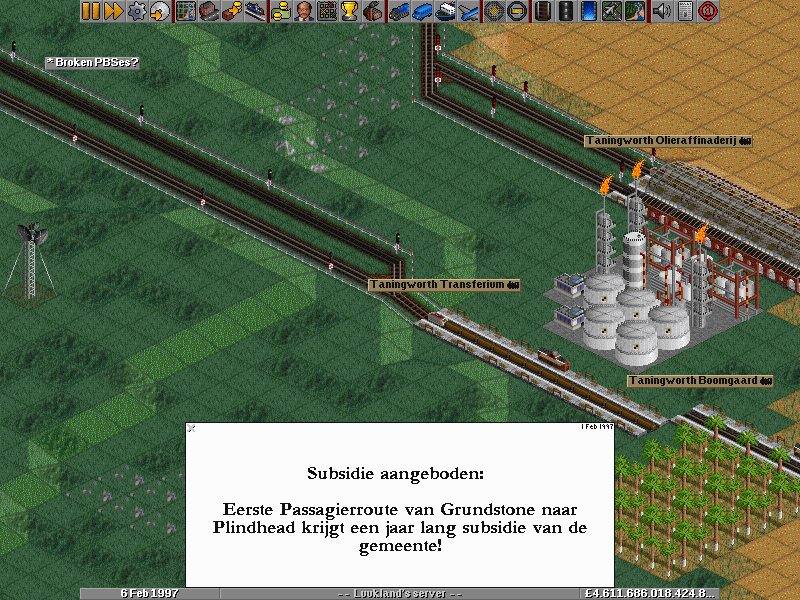 * Broken PBSes?
Taningworth Olieraffinaderij
Taningworth Transferium
Taningworth Boomgaard
1 Feb 1997
Subsidie aangeboden:
Eerste Passagierroute van Grundstone naar
Plindhead krijgt een jaar lang subsidie van de
gemeente!
6 Feb 1997
-- Luukland's server --
£4.611.686.018.424.8...